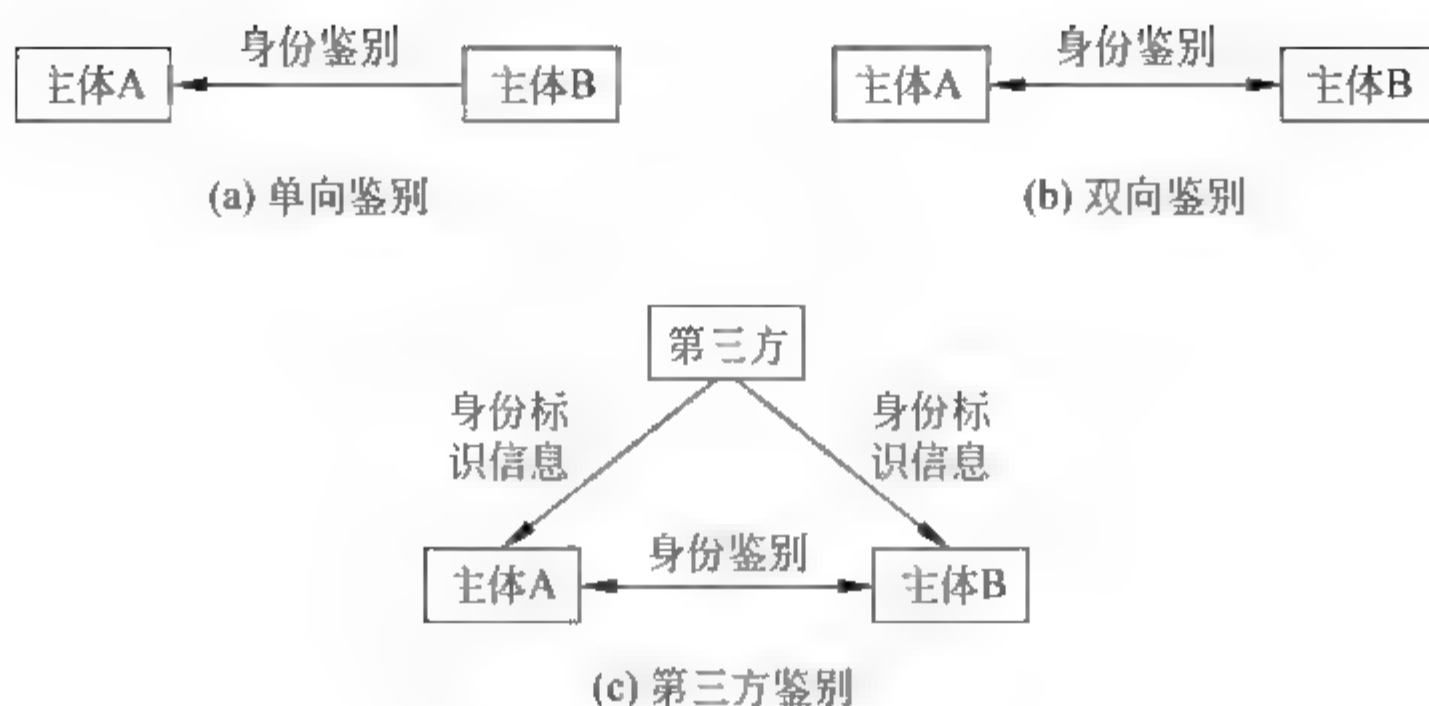 身份鉴别
主体A
主体B
(a) 单向鉴别
身份鉴别
主体A
主体B
(b) 双向鉴别
第三方
身份标
识信息
身份标
识信息
身份鉴别
主体A
主体B
(c) 第三方鉴别